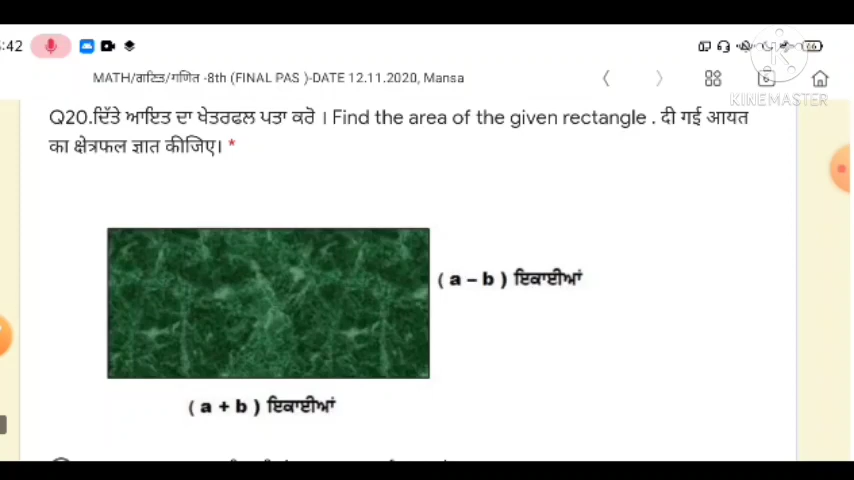 :42
66
MATH/ਗਣਿਤ/गणित -8th (FINAL PAS )-DATE 12.11.2020, Mansa
KINEMASTER
Q20.ਦਿੱਤੇ ਆਇਤ ਦਾ ਖੇਤਰਫਲ ਪਤਾ ਕਰੋ । Find the area of the given rectangle . दी गई आयत
का क्षेत्रफल ज्ञात कीजिए। *
( a – b ) ਇਕਾਈਆਂ
( a + b ) ਇਕਾਈਆਂ